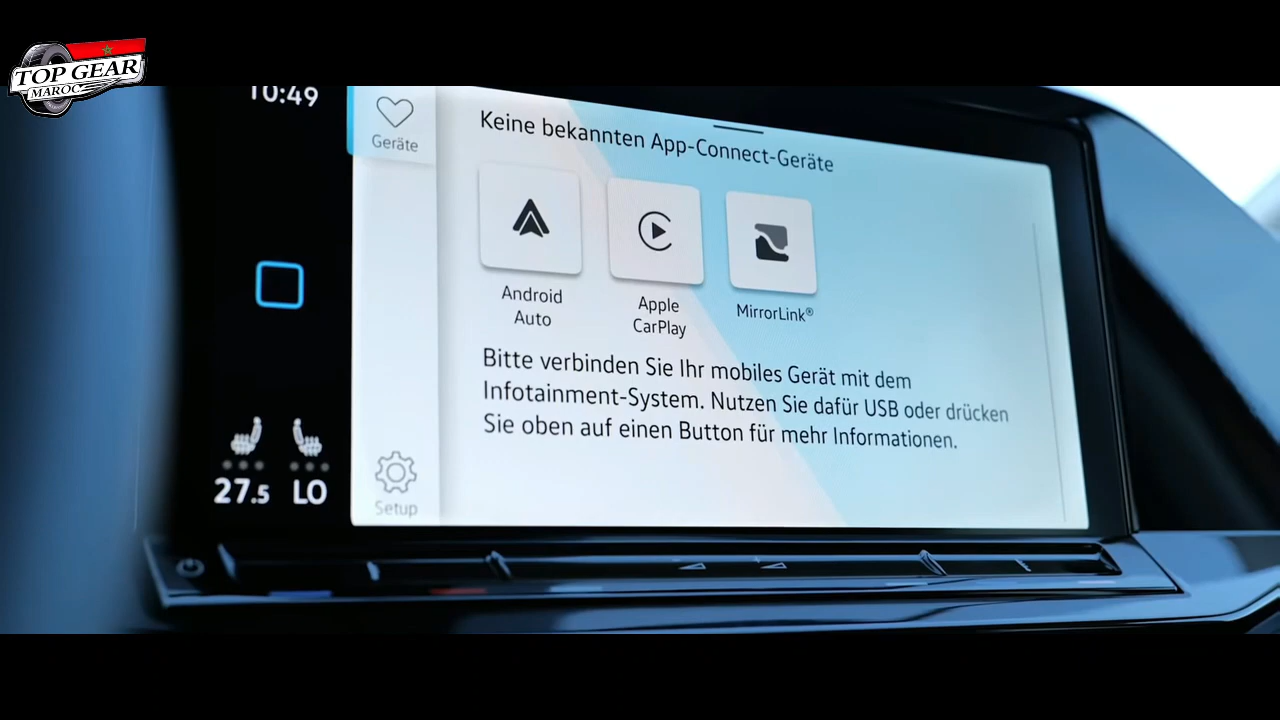 TOP GEAR
MAROC
10:49
Geräte
Keine bekannten App-Connect-Geräte
Android
Auto
Apple
CarPlay
MirrorLink®
Bitte verbinden Sie Ihr mobiles Gerät mit dem
Infotainment-System. Nutzen Sie dafür USB oder drücken
Sie oben auf einen Button für mehr Informationen.
27.5 LO
Setup